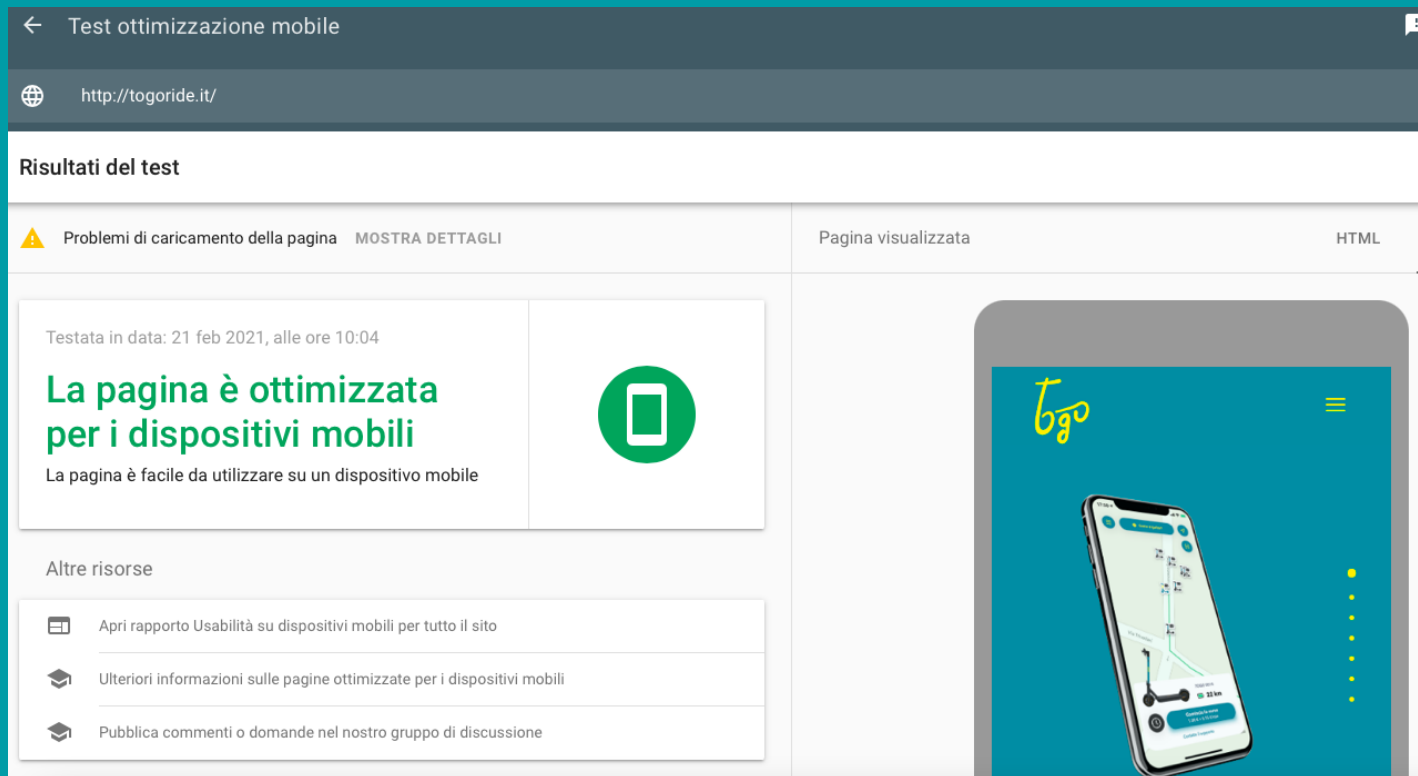 Test ottimizzazione mobile
http://togoride.it/
Risultati del test
Problemi di caricamento della pagina MOSTRA DETTAGLI
Pagina visualizzata HTML
Testata in data: 21 feb 2021, alle ore 10:04
La pagina è ottimizzata
per i dispositivi mobili
La pagina è facile da utilizzare su un dispositivo mobile
Altre risorse
Apri rapporto Usabilità su dispositivi mobili per tutto il sito
Ulteriori informazioni sulle pagine ottimizzate per i dispositivi mobili
Pubblica commenti o domande nel nostro gruppo di discussione
togo
32 km